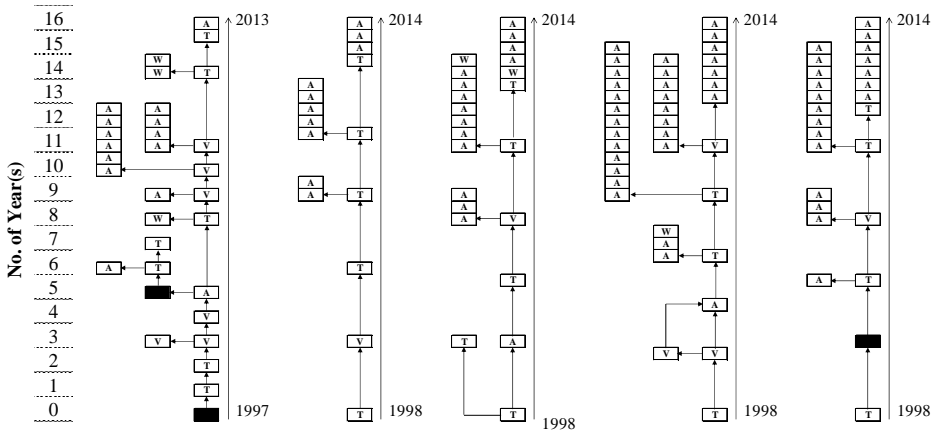 No. of Year(s)
16 A 2013 A 2014 A 2014 A 2014 A 2014
T A A A A
15 A A A A A A
W T W A A A A A A
14 W T A W A A A A A
A A T A A A A A
13 A A A A A A A
A A A A A A A T
12 A A A A A A A
A A A T A A A A
11 A A V A T A A V A T
A A
10 A V A
A A
9 A V A T A A T A
A A
8 W T A V A V
W
7 T A
A T
6 A T T
T A T
5 A
A
4 V
3 V V V T A
V V
2 T
1 T
0 1997 T 1998 T 1998 T 1998 T 1998